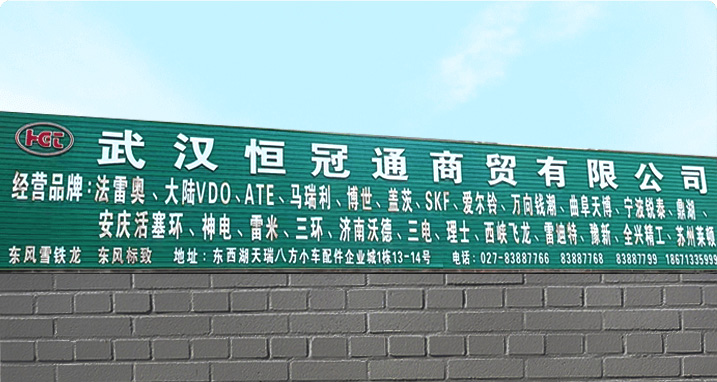 HGT 武汉恒冠通商贸有限公司
经营品牌:法雷奥、大陆VDO、ATE、马瑞利、博世、盖茨、SKF、爱尔铃、万向钱潮、曲阜天博、宁波锐泰、鼎湖、
安庆活塞环、神电、雷米、三环、济南沃德、三电、理士、西峡飞龙、雷迪特、豫新、全兴精工、苏州莱顿
东风雪铁龙 东风标致 地址:东西湖天瑞八方小车配件企业城1栋13-14号 电话:027-83887766 83887768 83887799 18671335999